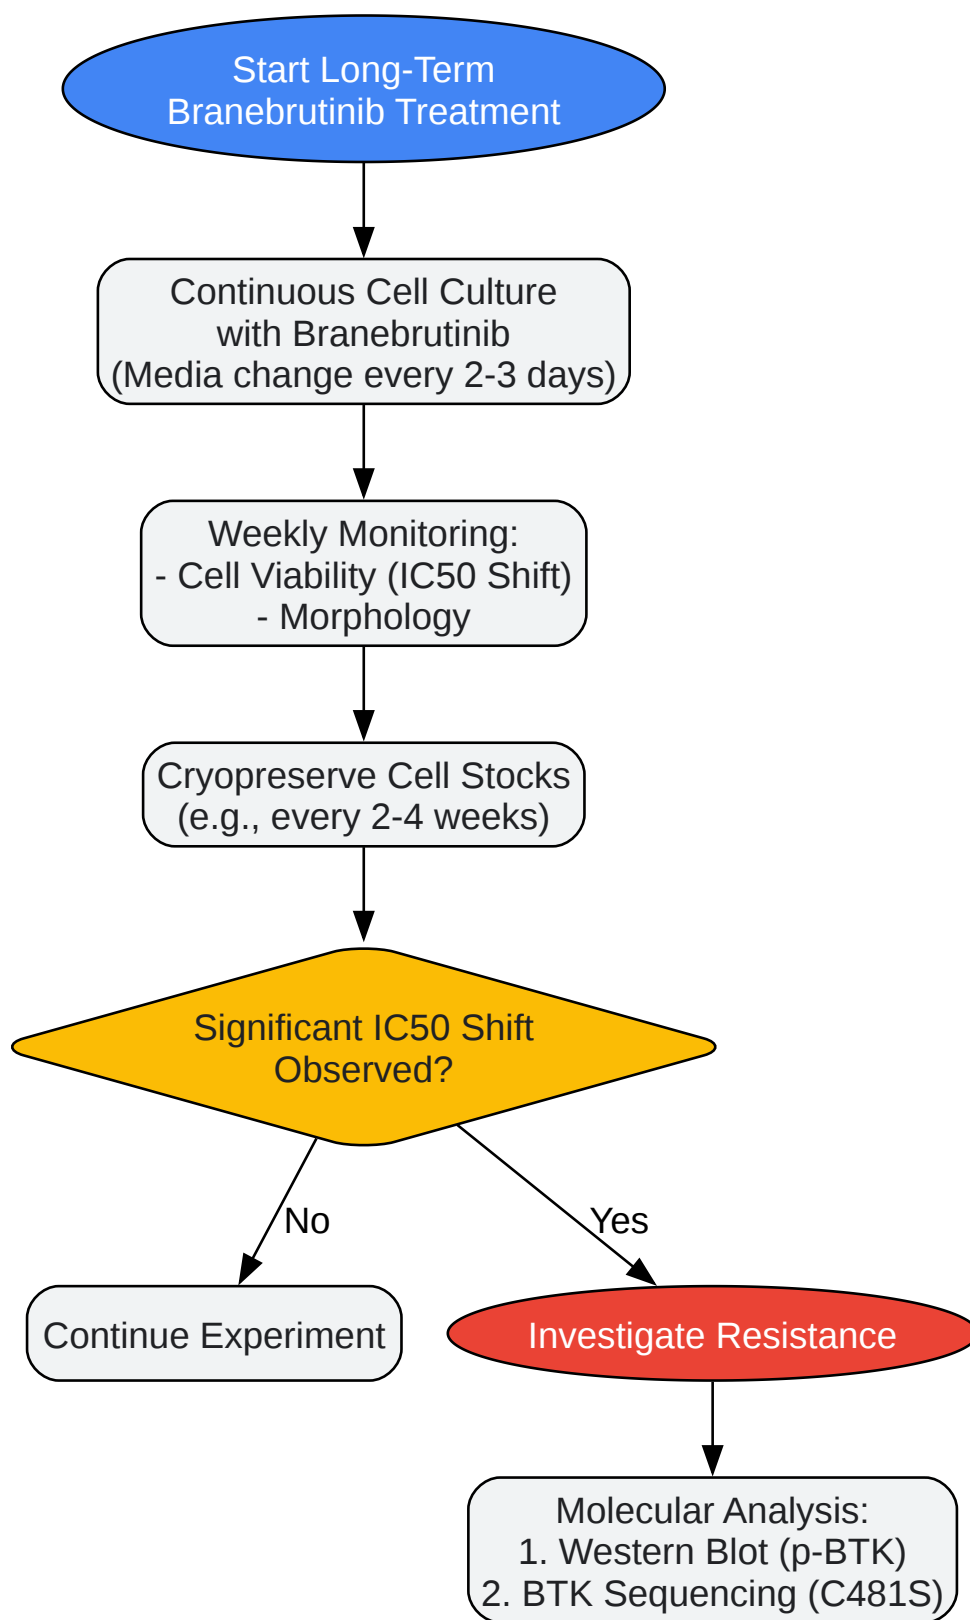 Start Long-Term
Branebrutinib Treatment
Continuous Cell Culture
with Branebrutinib
(Media change every 2-3 days)
Weekly Monitoring:
- Cell Viability (IC50 Shift)
- Morphology
Cryopreserve Cell Stocks
(e.g., every 2-4 weeks)
Significant IC50 Shift
Observed?
No
Yes
Continue Experiment
Investigate Resistance
Molecular Analysis:
1. Western Blot (p-BTK)
2. BTK Sequencing (C481S)